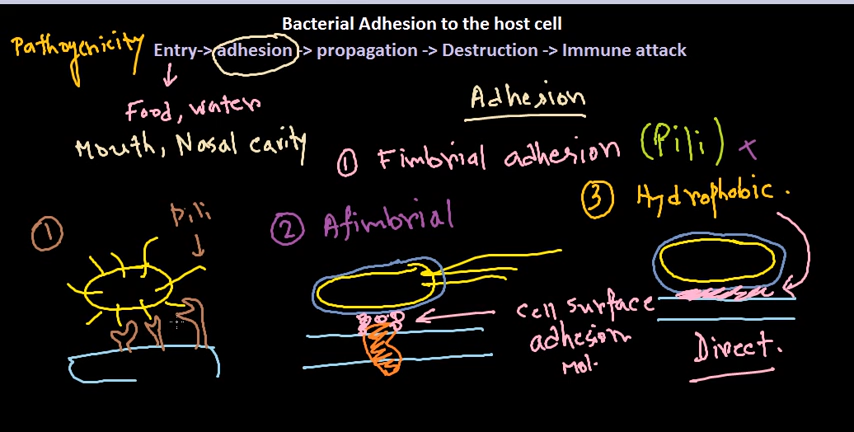 Bacterial Adhesion to the host cell
Pathogenicity Entry-> adhesion -> propagation -> Destruction -> Immune attack
Food, water
Mouth, Nasal cavity
Adhesion
① Fimbrial adhesion (Pili) x
② Afimbrial
③ Hydrophobic.
①
Pili
cell surface
adhesion
Mol.
Direct.